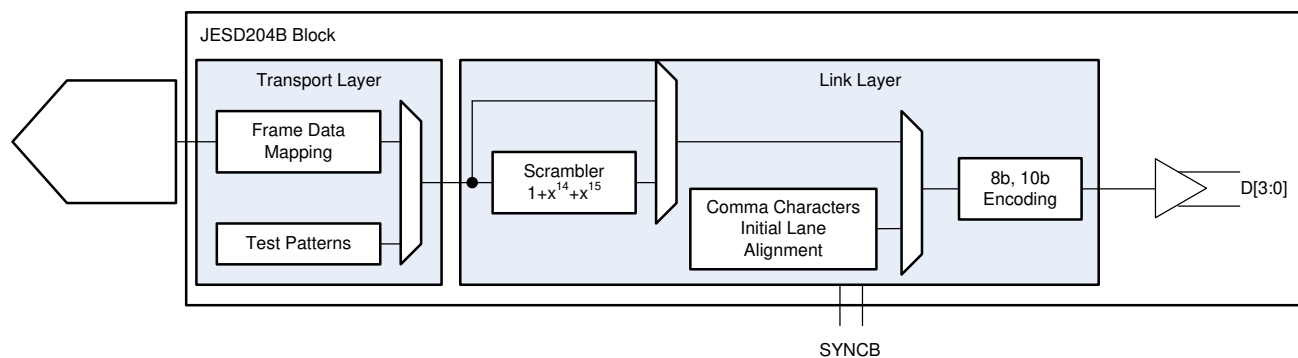 JESD204B Block
Transport Layer
Frame Data
Mapping
Test Patterns
Link Layer
Scrambler
1+x¹⁴+x¹⁵
Comma Characters
Initial Lane
Alignment
8b, 10b
Encoding
D[3:0]
SYNCB